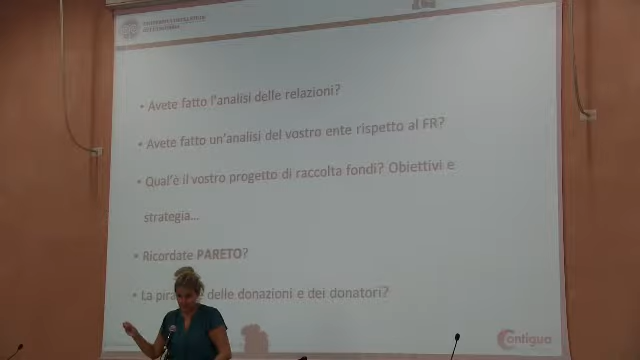 • Avete fatto l'analisi delle relazioni?
• Avete fatto un'analisi del vostro ente rispetto al FR?
• Qual'è il vostro progetto di raccolta fondi? Obiettivi e
strategia...
• Ricordate PARETO?
• La pira delle donazioni e dei donatori?
Contigua